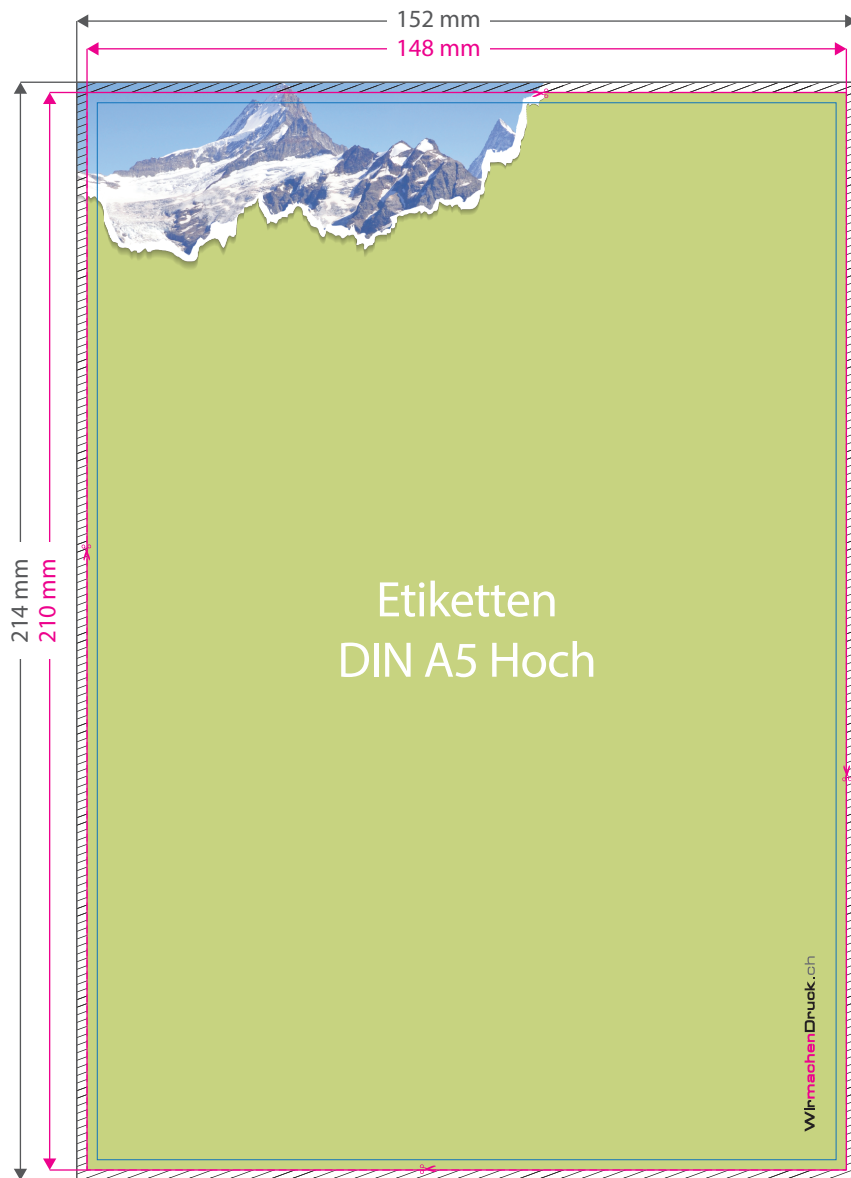 152 mm
148 mm
214 mm
210 mm
Etiketten
DIN A5 Hoch
WirmachenDruck.ch